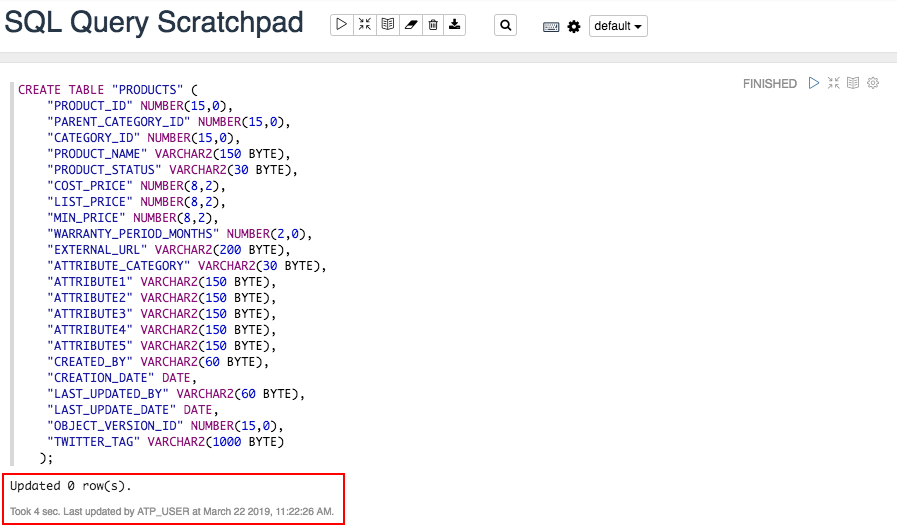 SQL Query Scratchpad
default
FINISHED
CREATE TABLE "PRODUCTS" (
"PRODUCT_ID" NUMBER(15,0),
"PARENT_CATEGORY_ID" NUMBER(15,0),
"CATEGORY_ID" NUMBER(15,0),
"PRODUCT_NAME" VARCHAR2(150 BYTE),
"PRODUCT_STATUS" VARCHAR2(30 BYTE),
"COST_PRICE" NUMBER(8,2),
"LIST_PRICE" NUMBER(8,2),
"MIN_PRICE" NUMBER(8,2),
"WARRANTY_PERIOD_MONTHS" NUMBER(2,0),
"EXTERNAL_URL" VARCHAR2(200 BYTE),
"ATTRIBUTE_CATEGORY" VARCHAR2(30 BYTE),
"ATTRIBUTE1" VARCHAR2(150 BYTE),
"ATTRIBUTE2" VARCHAR2(150 BYTE),
"ATTRIBUTE3" VARCHAR2(150 BYTE),
"ATTRIBUTE4" VARCHAR2(150 BYTE),
"ATTRIBUTE5" VARCHAR2(150 BYTE),
"CREATED_BY" VARCHAR2(60 BYTE),
"CREATION_DATE" DATE,
"LAST_UPDATED_BY" VARCHAR2(60 BYTE),
"LAST_UPDATE_DATE" DATE,
"OBJECT_VERSION_ID" NUMBER(15,0),
"TWITTER_TAG" VARCHAR2(1000 BYTE)
);
Updated 0 row(s).
Took 4 sec. Last updated by ATP_USER at March 22 2019, 11:22:26 AM.